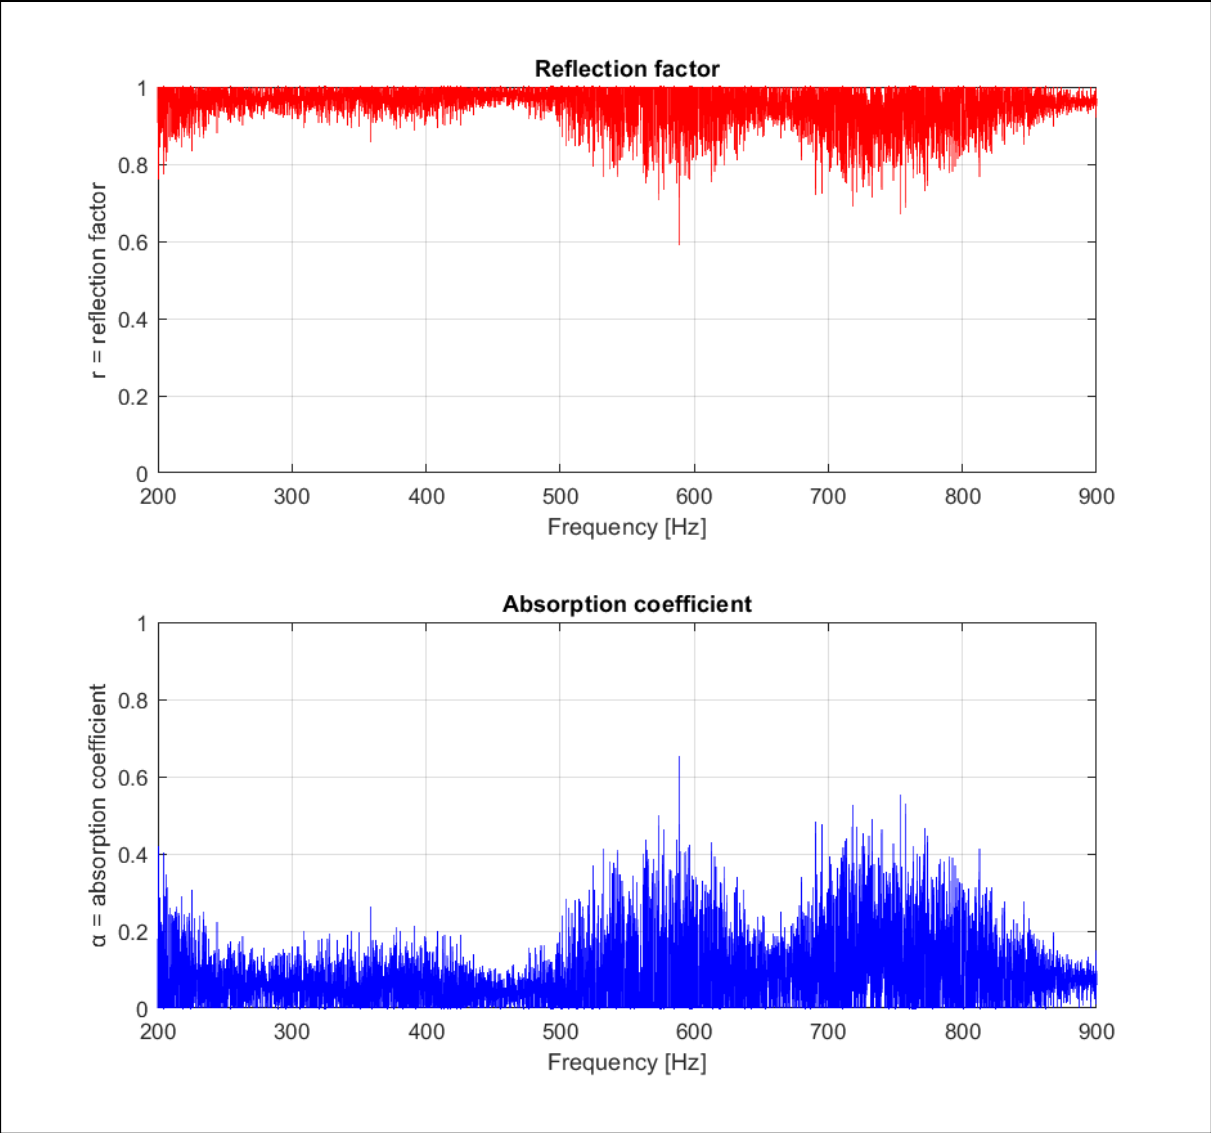 Reflection factor
1
0.8
0.6
0.4
0.2
0
r = reflection factor
200 300 400 500 600 700 800 900
Frequency [Hz]
Absorption coefficient
1
0.8
0.6
0.4
0.2
0
α = absorption coefficient
200 300 400 500 600 700 800 900
Frequency [Hz]